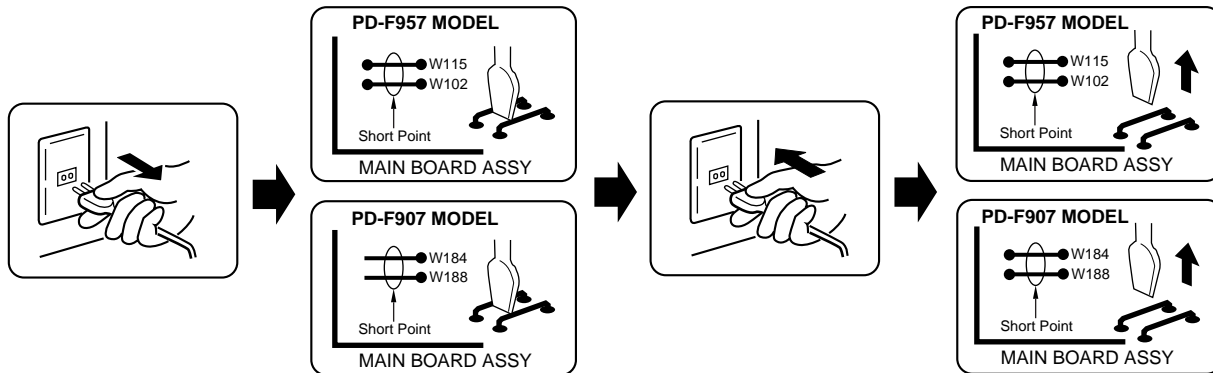 PD-F957 MODEL
W115
W102
Short Point
MAIN BOARD ASSY
PD-F907 MODEL
W184
W188
Short Point
MAIN BOARD ASSY
PD-F957 MODEL
W115
W102
Short Point
MAIN BOARD ASSY
PD-F907 MODEL
W184
W188
Short Point
MAIN BOARD ASSY